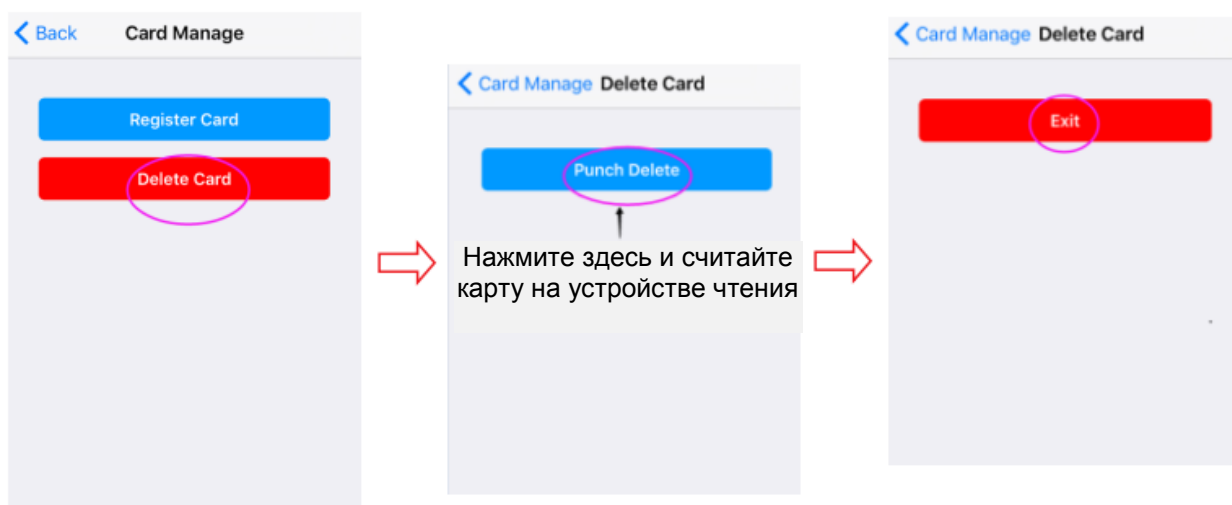 Back Card Manage
Register Card
Delete Card
Card Manage Delete Card
Punch Delete
Нажмите здесь и считайте
карту на устройстве чтения
Card Manage Delete Card
Exit